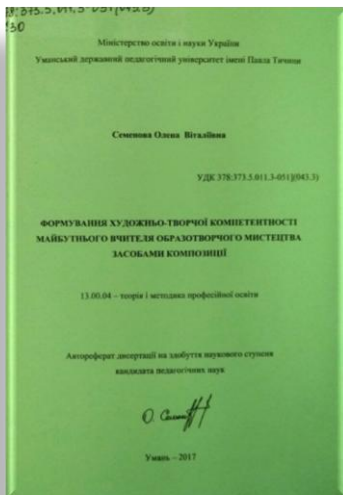 Міністерство освіти і науки України
Уманський державний педагогічний університет імені Павла Тичини
Семенова Олена Віталіївна
УДК 378:373.5.011.3-051](043.3)
ФОРМУВАННЯ ХУДОЖНЬО-ТВОРЧОЇ КОМПЕТЕНТНОСТІ
МАЙБУТНЬОГО ВЧИТЕЛЯ ОБРАЗОТВОРЧОГО МИСТЕЦТВА
ЗАСОБАМИ КОМПОЗИЦІЇ
13.00.04 – теорія і методика професійної освіти
Автореферат дисертації на здобуття наукового ступеня
кандидата педагогічних наук
Умань – 2017